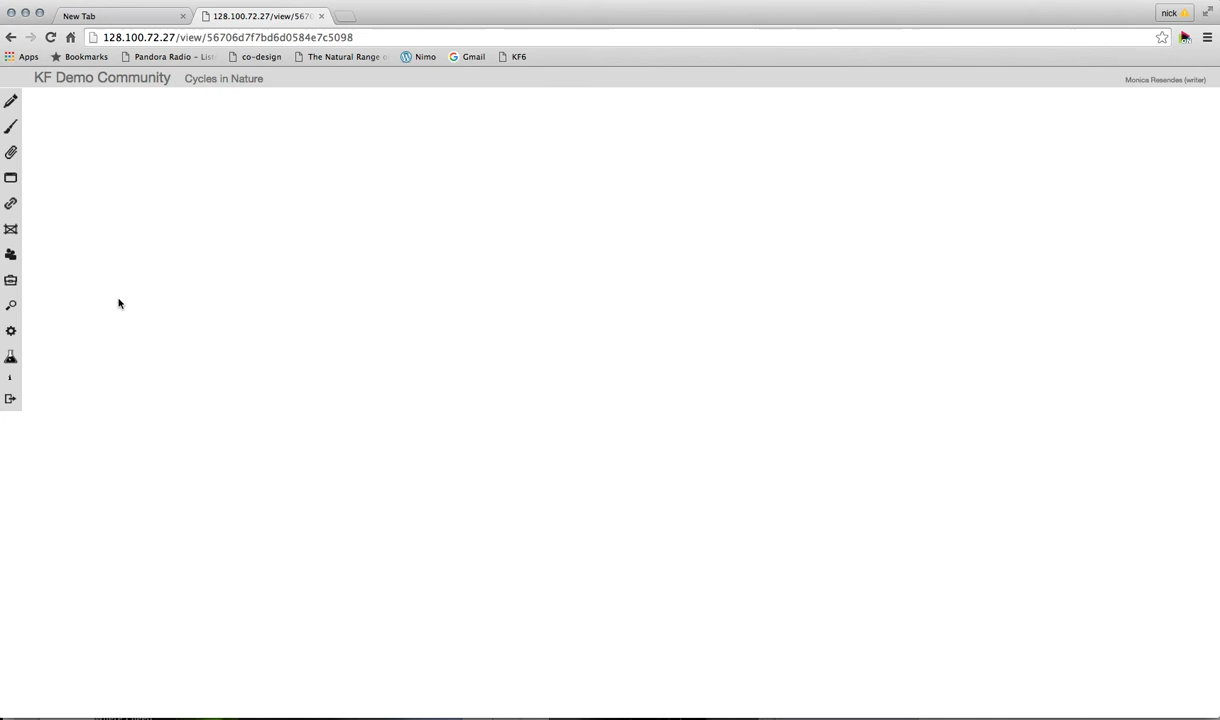 New Tab
128.100.72.27/view/5670
nick
128.100.72.27/view/56706d7f7bd6d0584e7c5098
Apps Bookmarks Pandora Radio – List co-design The Natural Range o Nimo Gmail KF6
KF Demo Community Cycles in Nature Monica Resendes (writer)